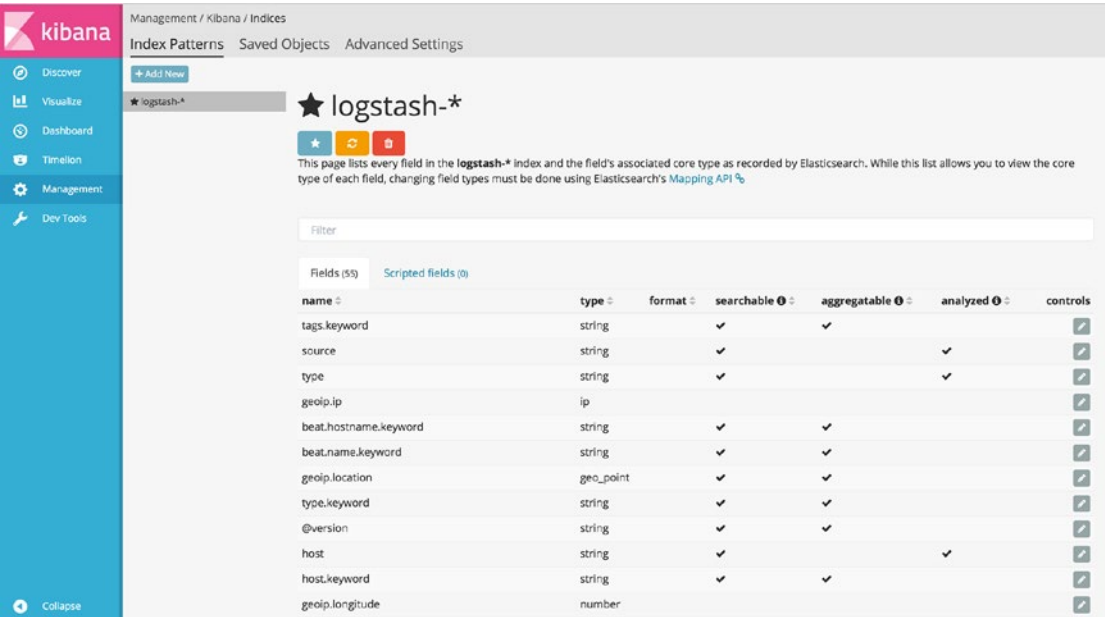 kibana
Discover
Visualize
Dashboard
Timelion
Management
Dev Tools
Collapse
Management / Kibana / Indices
Index Patterns Saved Objects Advanced Settings
+ Add New
★ logstash-*
★ logstash-*
This page lists every field in the logstash-* index and the field's associated core type as recorded by Elasticsearch. While this list allows you to view the core
type of each field, changing field types must be done using Elasticsearch's Mapping API
Filter
Fields (55) Scripted fields (0)
name type format searchable aggregatable analyzed controls
tags.keyword string ✔ ✔
source string ✔ ✔
type string ✔ ✔
geoip.ip ip
beat.hostname.keyword string ✔ ✔
beat.name.keyword string ✔ ✔
geoip.location geo_point ✔ ✔
type.keyword string ✔ ✔
@version string ✔ ✔
host string ✔ ✔
host.keyword string ✔ ✔
geoip.longitude number